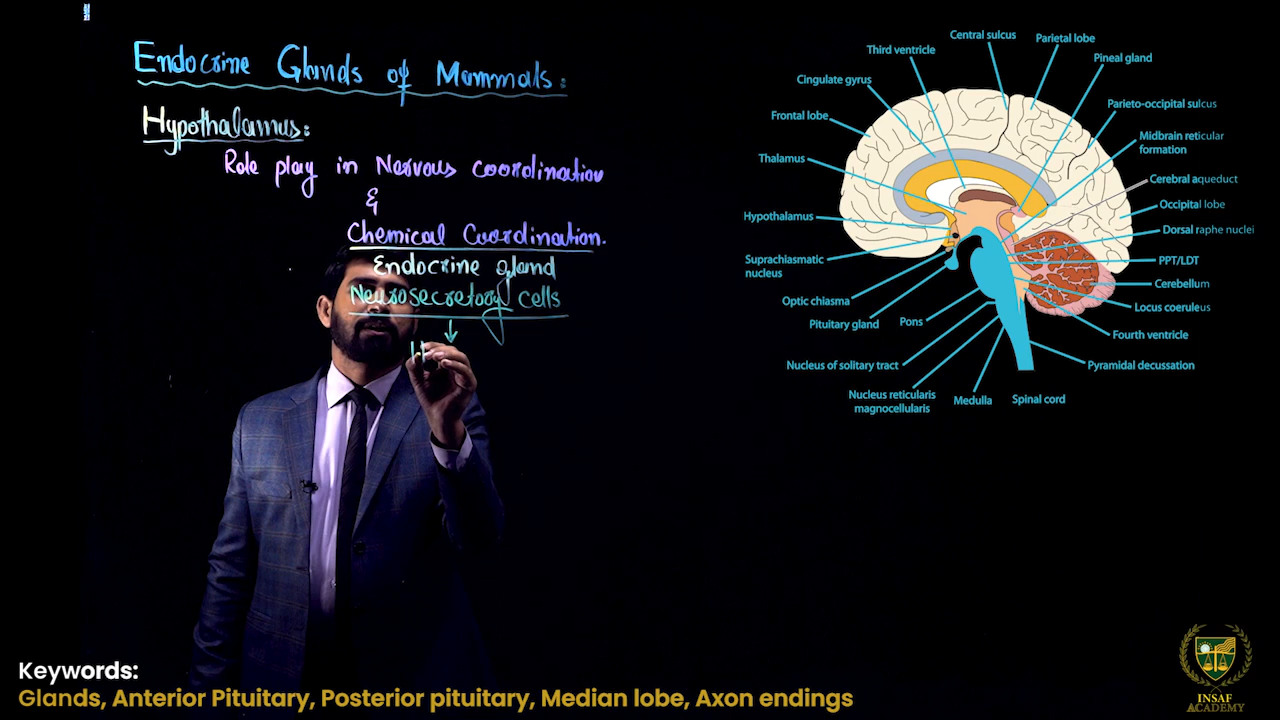 Endocrine Glands of Mammals:
Hypothalamus:
Role play in Nervous coordination
&
Chemical Coordination.
Endocrine gland
Neurosecretory cells
↓
H
Central sulcus
Parietal lobe
Third ventricle
Pineal gland
Cingulate gyrus
Parieto-occipital sulcus
Frontal lobe
Midbrain reticular
formation
Thalamus
Cerebral aqueduct
Occipital lobe
Hypothalamus
Dorsal raphe nuclei
Suprachiasmatic
nucleus
PPT/LDT
Cerebellum
Optic chiasma
Locus coeruleus
Pituitary gland
Pons
Fourth ventricle
Nucleus of solitary tract
Pyramidal decussation
Nucleus reticularis
magnocellularis
Medulla
Spinal cord
Keywords:
Glands, Anterior Pituitary, Posterior pituitary, Median lobe, Axon endings
INSAF
ACADEMY